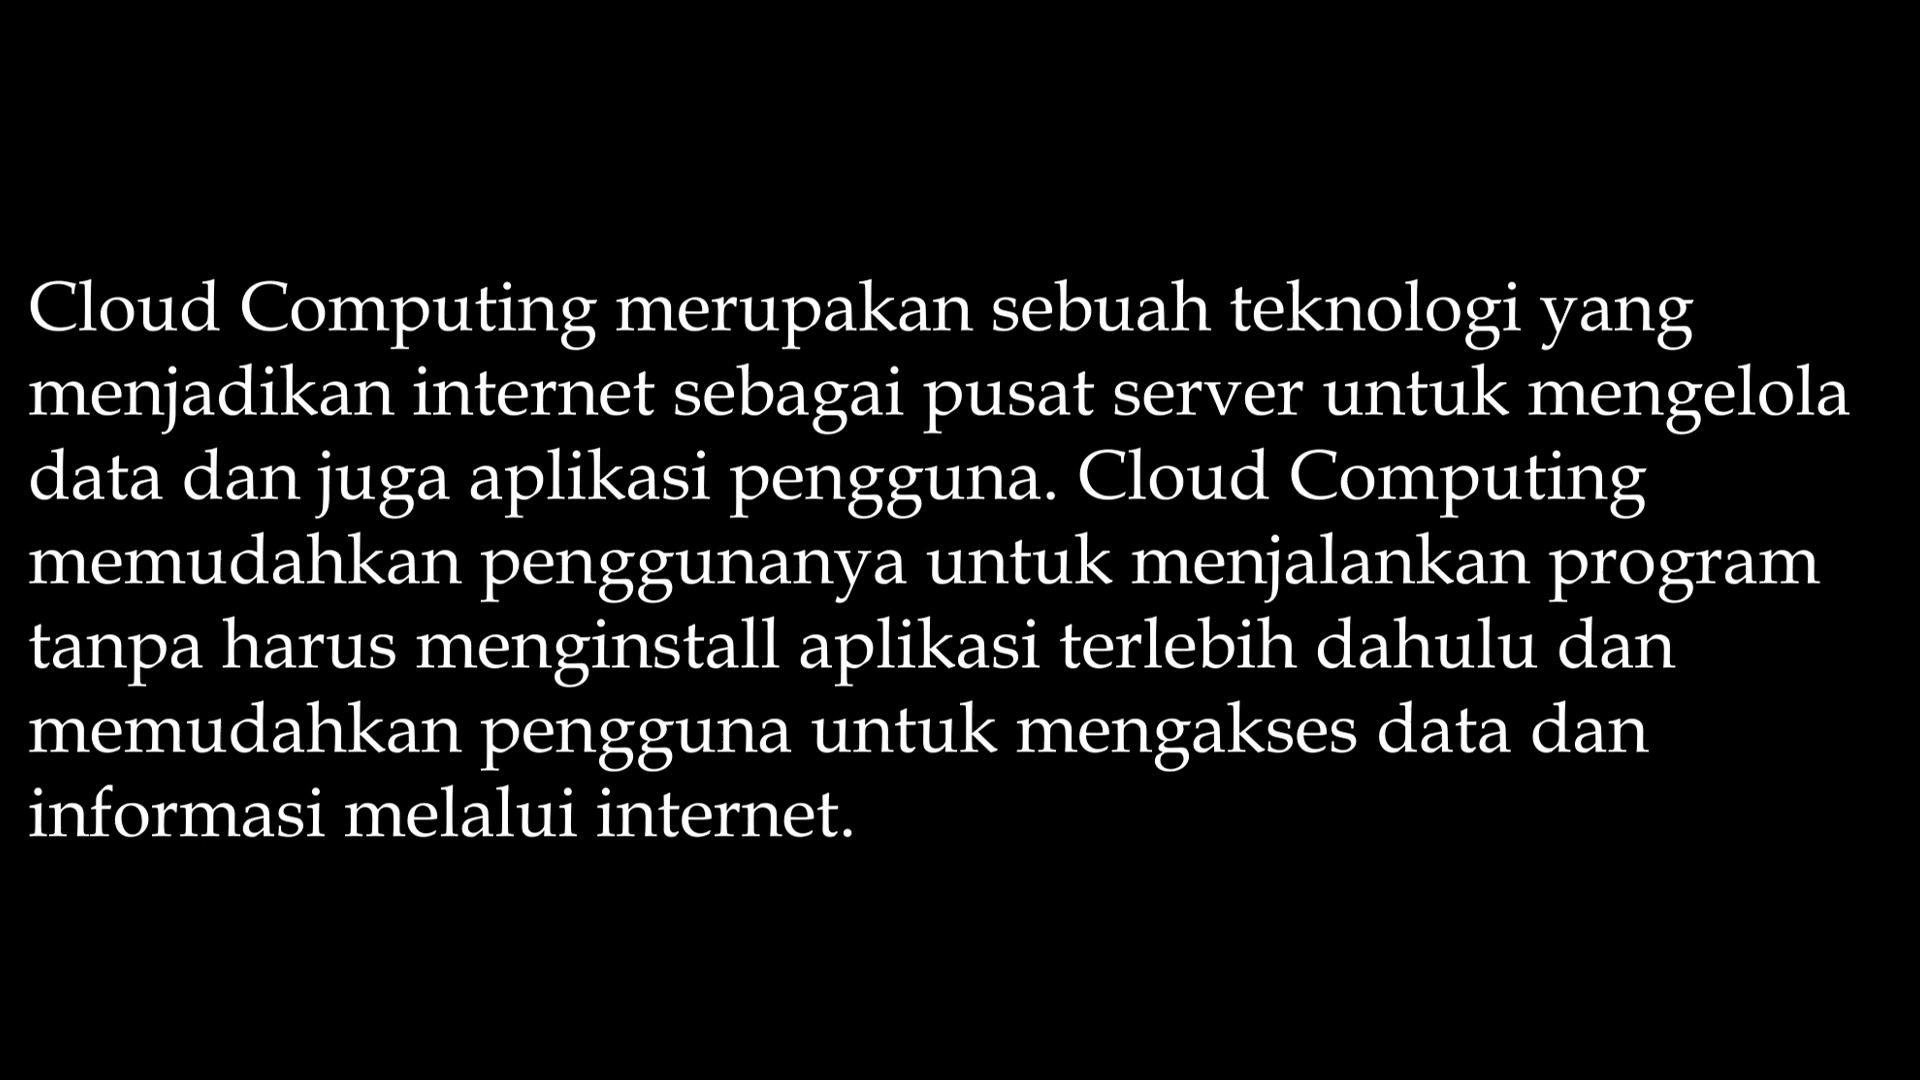 Cloud Computing merupakan sebuah teknologi yang
menjadikan internet sebagai pusat server untuk mengelola
data dan juga aplikasi pengguna. Cloud Computing
memudahkan penggunanya untuk menjalankan program
tanpa harus menginstall aplikasi terlebih dahulu dan
memudahkan pengguna untuk mengakses data dan
informasi melalui internet.